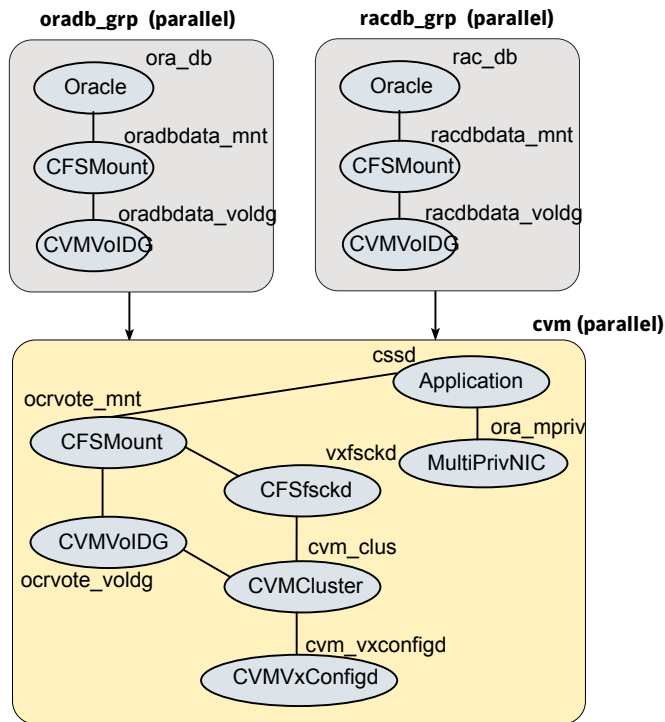 oradb_grp (parallel)
racdb_grp (parallel)
ora_db
Oracle
oradbdata_mnt
CFSMount
oradbdata_voldg
CVMVolDG
rac_db
Oracle
racdbdata_mnt
CFSMount
racdbdata_voldg
CVMVolDG
cvm (parallel)
cssd
Application
ocrvote_mnt
CFSMount
ora_mpriv
MultiPrivNIC
vxfsckd
CFSfsckd
CVMVolDG
ocrvote_voldg
cvm_clus
CVMCluster
cvm_vxconfigd
CVMVxConfigd